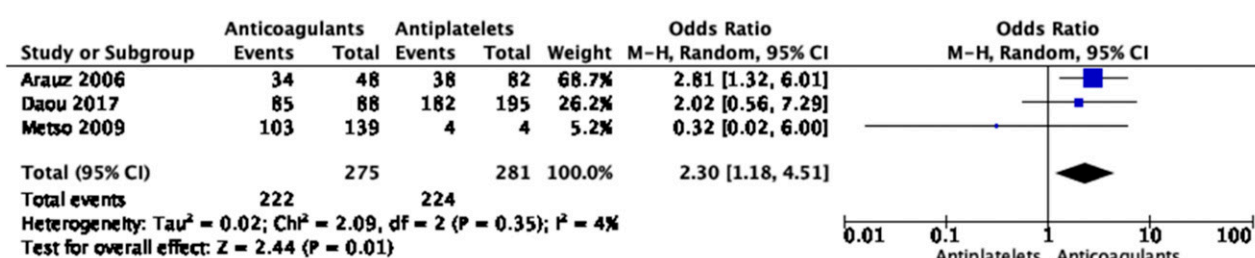 Anticoagulants Antiplatelets Odds Ratio Odds Ratio
Study or Subgroup Events Total Events Total Weight M-H, Random, 95% CI M-H, Random, 95% CI
Arauz 2006 34 48 38 82 68.7% 2.81 [1.32, 6.01]
Daou 2017 85 88 182 195 26.2% 2.02 [0.56, 7.29]
Metso 2009 103 139 4 4 5.2% 0.32 [0.02, 6.00]
Total (95% CI) 275 281 100.0% 2.30 [1.18, 4.51]
Total events 222 224
Heterogeneity: Tau² = 0.02; Chi² = 2.09, df = 2 (P = 0.35); I² = 4%
Test for overall effect: Z = 2.44 (P = 0.01)
0.01 0.1 1 10 100
Antiplatelets Anticoagulants